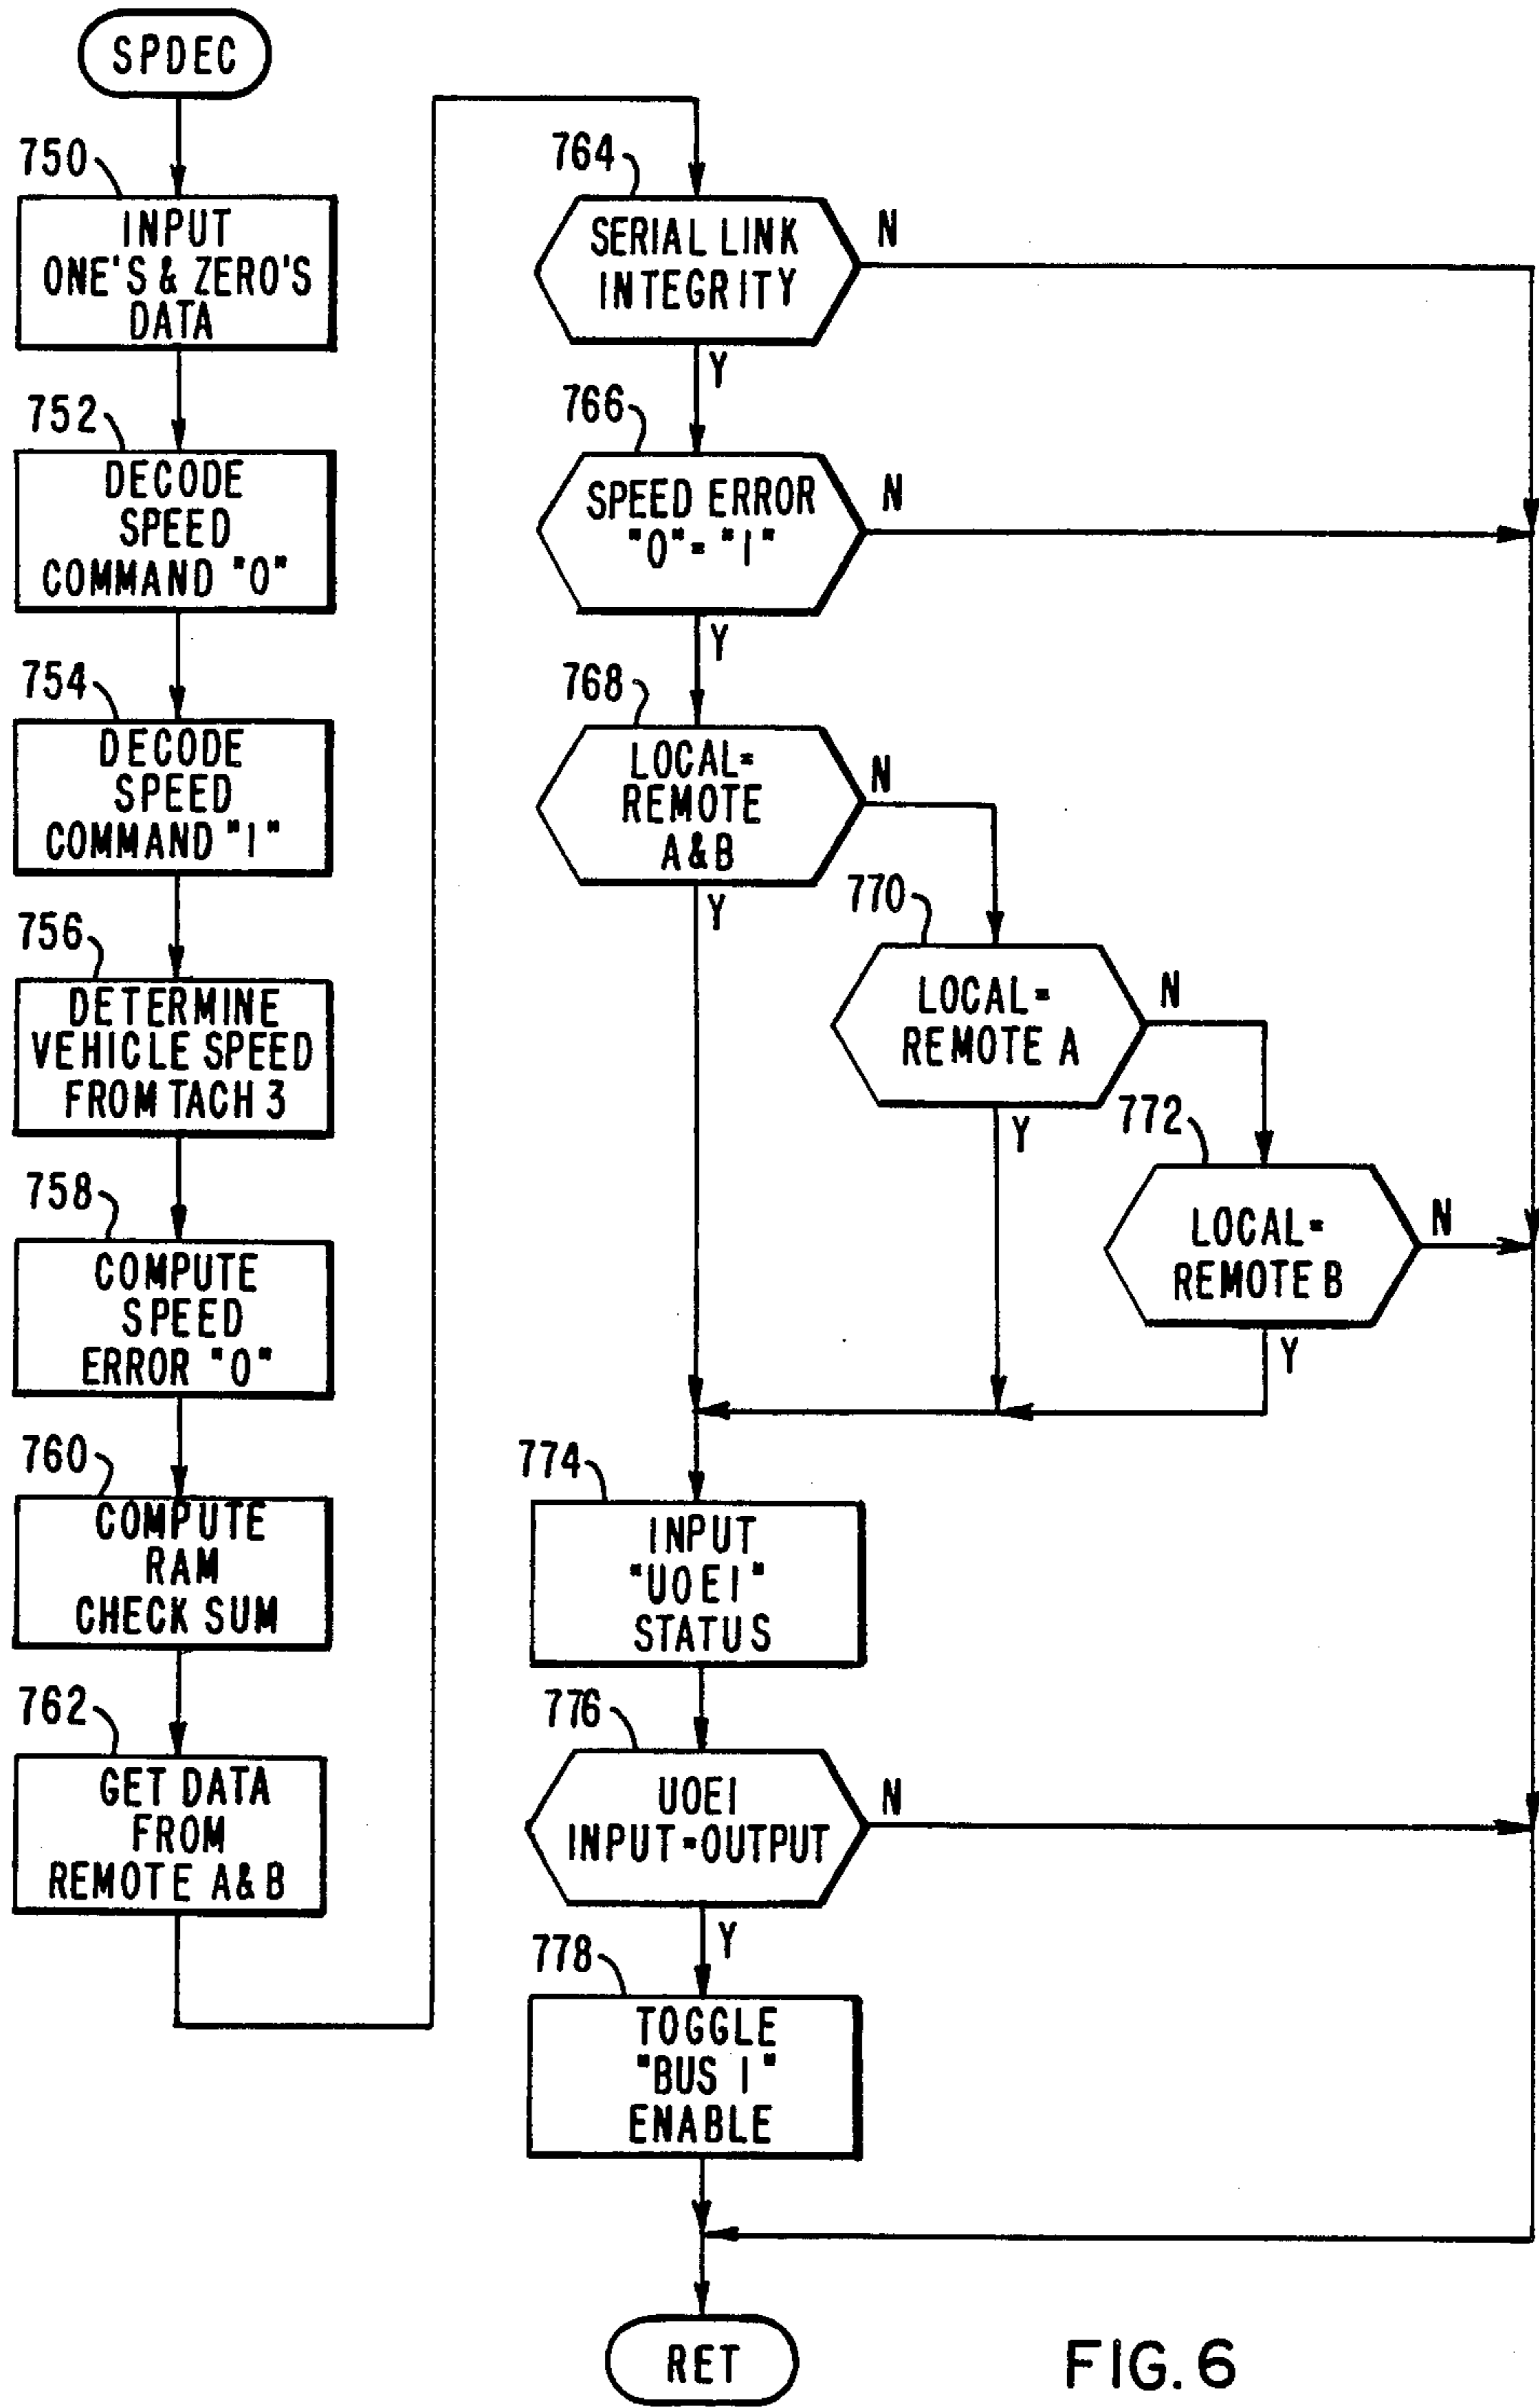 SPDEC
750
INPUT
ONE'S & ZERO'S
DATA
752
DECODE
SPEED
COMMAND "0"
754
DECODE
SPEED
COMMAND "1"
756
DETERMINE
VEHICLE SPEED
FROM TACH 3
758
COMPUTE
SPEED
ERROR "0"
760
COMPUTE
RAM
CHECK SUM
762
GET DATA
FROM
REMOTE A&B
764
SERIAL LINK
INTEGRITY
N
Y
766
SPEED ERROR
"0"="1"
N
Y
768
LOCAL=
REMOTE
A&B
N
Y
770
LOCAL=
REMOTE A
N
Y
772
LOCAL=
REMOTE B
N
Y
774
INPUT
"UOEI"
STATUS
776
UOEI
INPUT=OUTPUT
N
Y
778
TOGGLE
"BUS 1"
ENABLE
RET
FIG. 6